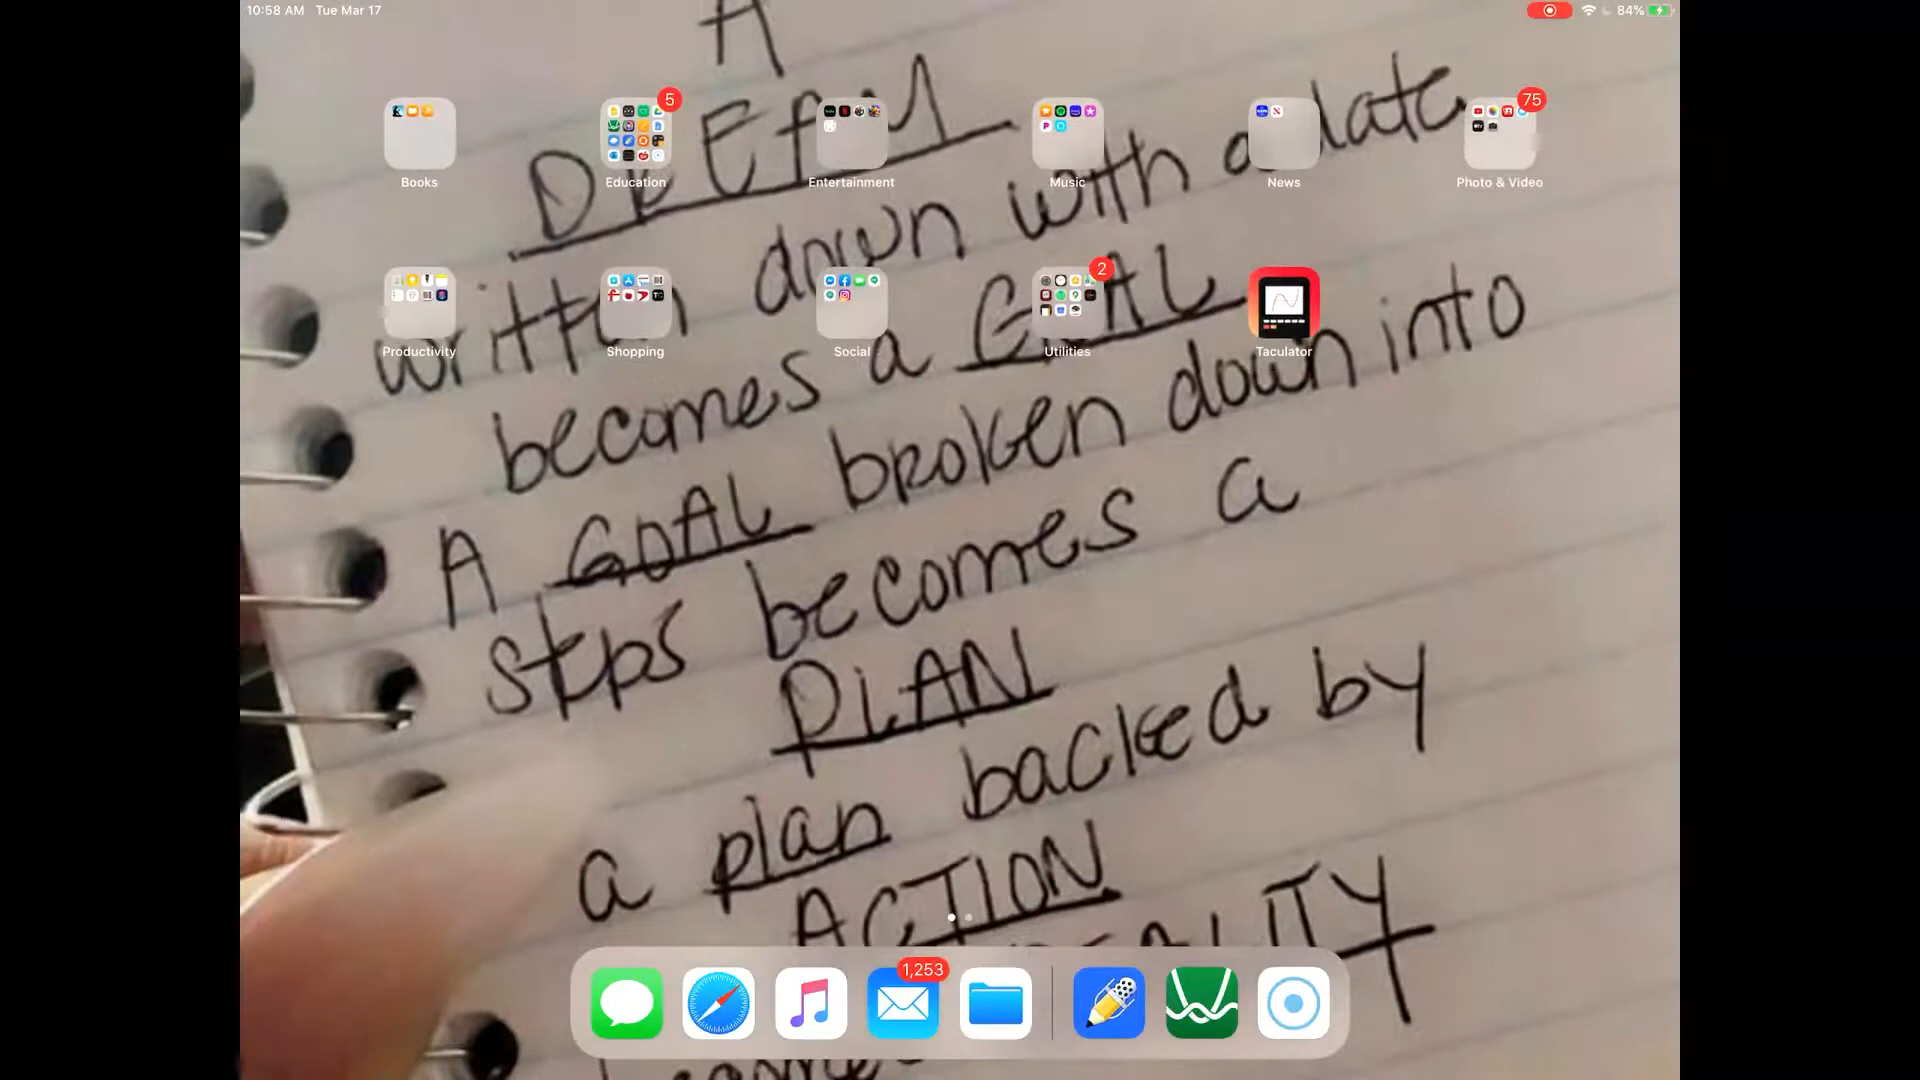 10:58 AM Tue Mar 17
84%
A
DREAM
written down with a date
becomes a GOAL
A GOAL broken down into
steps becomes a
PLAN
a plan backed by
ACTION
REALITY
Books
Education
5
Entertainment
Music
News
Photo & Video
75
Productivity
Shopping
Social
Utilities
2
Taculator
1,253